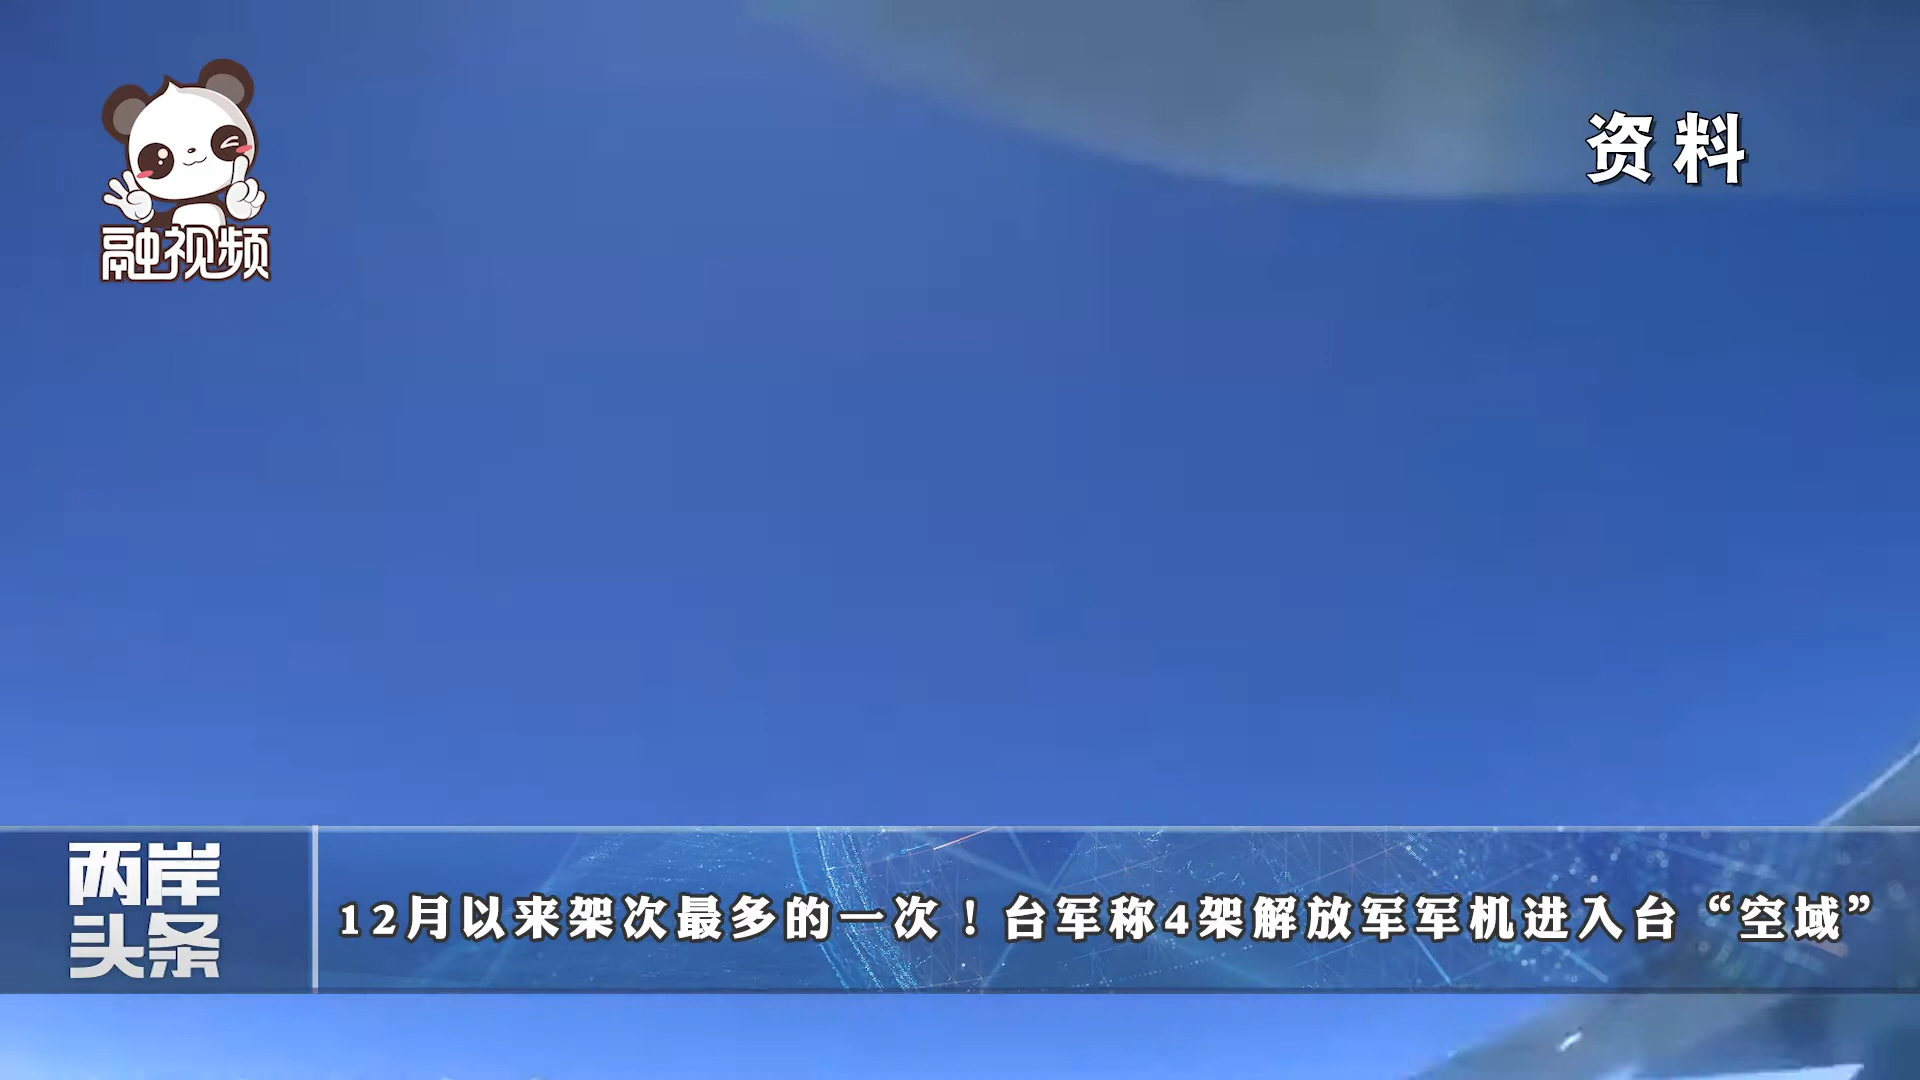 融视频
资料
两岸
头条
12月以来架次最多的一次！台军称4架解放军军机进入台“空域”